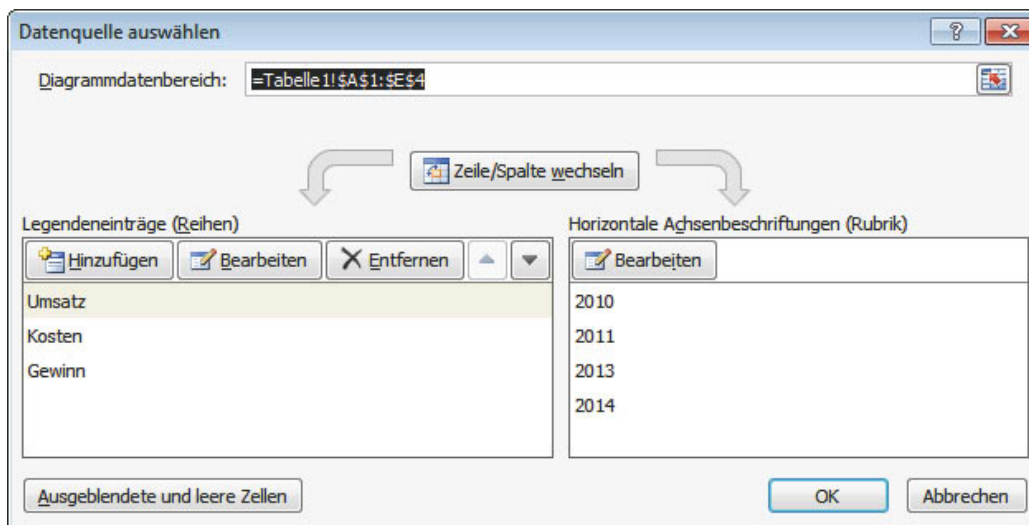 Datenquelle auswählen
Diagrammdatenbereich: =Tabelle1!$A$1:$E$4
Zeile/Spalte wechseln
Legendeneinträge (Reihen)
Hinzufügen Bearbeiten Entfernen
Umsatz
Kosten
Gewinn
Horizontale Achsenbeschriftungen (Rubrik)
Bearbeiten
2010
2011
2013
2014
Ausgeblendete und leere Zellen
OK Abbrechen